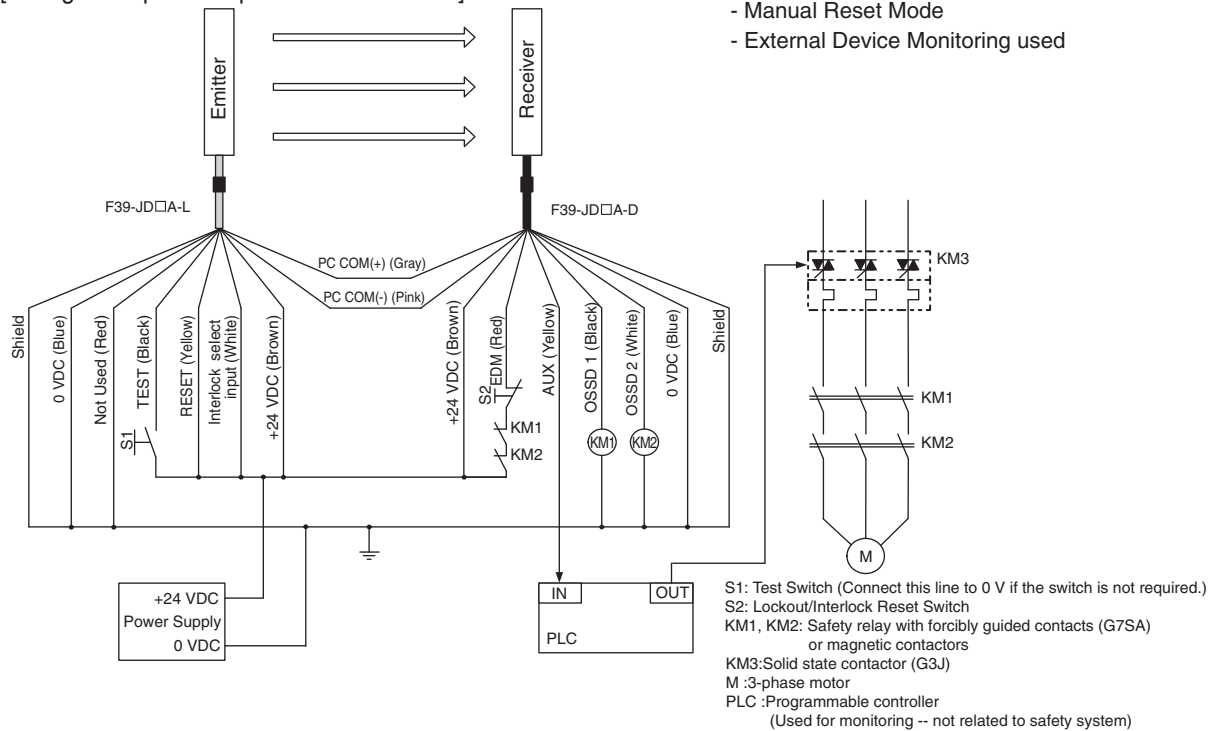 - Manual Reset Mode
- External Device Monitoring used
Emitter
Receiver
F39-JD□A-L
F39-JD□A-D
PC COM(+) (Gray)
PC COM(-) (Pink)
Shield
0 VDC (Blue)
Not Used (Red)
TEST (Black)
RESET (Yellow)
Interlock select
input (White)
+24 VDC (Brown)
+24 VDC (Brown)
EDM (Red)
AUX (Yellow)
OSSD 1 (Black)
OSSD 2 (White)
0 VDC (Blue)
Shield
S1
S2
KM1
KM2
KM1
KM2
KM3
KM1
KM2
M
+24 VDC
Power Supply
0 VDC
IN
OUT
PLC
S1: Test Switch (Connect this line to 0 V if the switch is not required.)
S2: Lockout/Interlock Reset Switch
KM1, KM2: Safety relay with forcibly guided contacts (G7SA)
or magnetic contactors
KM3:Solid state contactor (G3J)
M :3-phase motor
PLC :Programmable controller
(Used for monitoring -- not related to safety system)